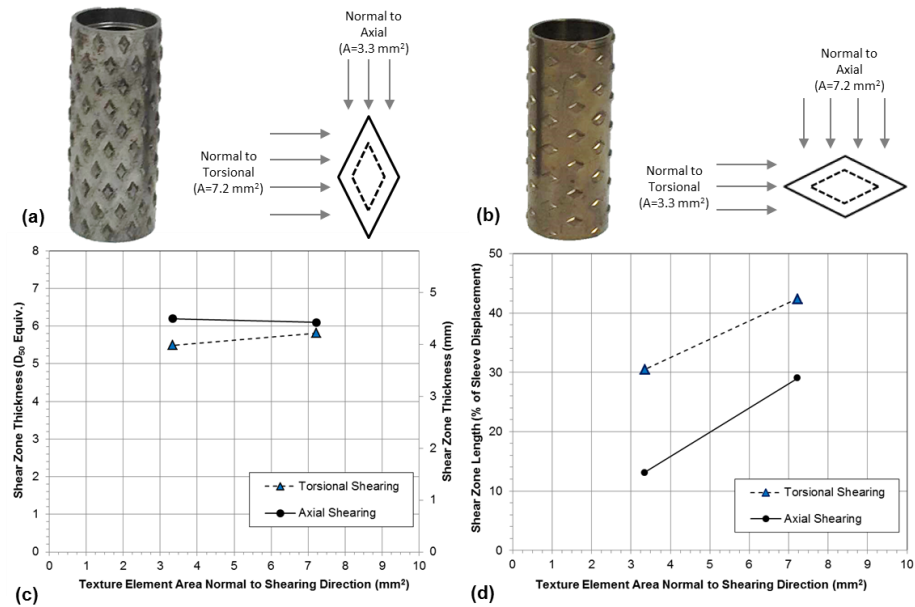 (a)
Normal to
Axial
(A=3.3 mm²)
Normal to
Torsional
(A=7.2 mm²)
(b)
Normal to
Axial
(A=7.2 mm²)
Normal to
Torsional
(A=3.3 mm²)
Shear Zone Thickness (D₅₀ Equiv.)
8
7
6
5
4
3
2
1
0
Shear Zone Thickness (mm)
5
4
3
2
1
0
Torsional Shearing
Axial Shearing
0 1 2 3 4 5 6 7 8 9 10
Texture Element Area Normal to Shearing Direction (mm²)
(c)
Shear Zone Length (% of Sleeve Displacement)
50
40
30
20
10
0
Torsional Shearing
Axial Shearing
0 1 2 3 4 5 6 7 8 9 10
Texture Element Area Normal to Shearing Direction (mm²)
(d)